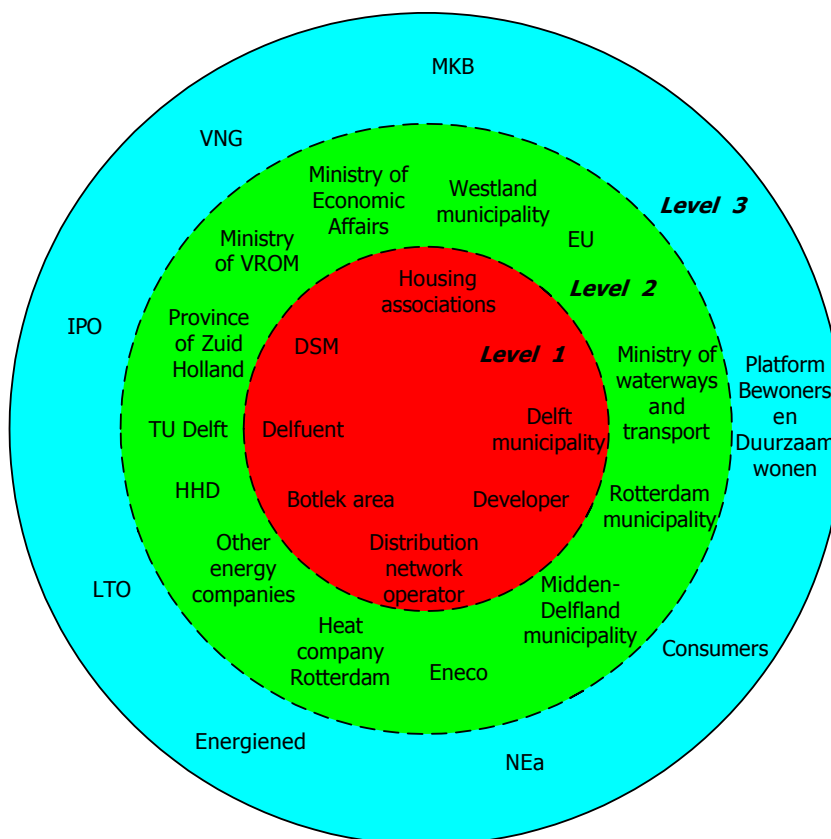 MKB
VNG
Ministry of
Economic
Affairs
Westland
municipality
Level 3
EU
Ministry
of VROM
Level 2
Housing
associations
IPO
Province
of Zuid
Holland
DSM
Level 1
Ministry of
waterways
and
transport
Platform
Bewoners
en
Duurzaam
wonen
TU Delft
Delfuent
Delft
municipality
HHD
Botlek area
Developer
Rotterdam
municipality
Other
energy
companies
Distribution
network
operator
LTO
Midden-
Delfland
municipality
Heat
company
Rotterdam
Eneco
Consumers
Energiened
NEa